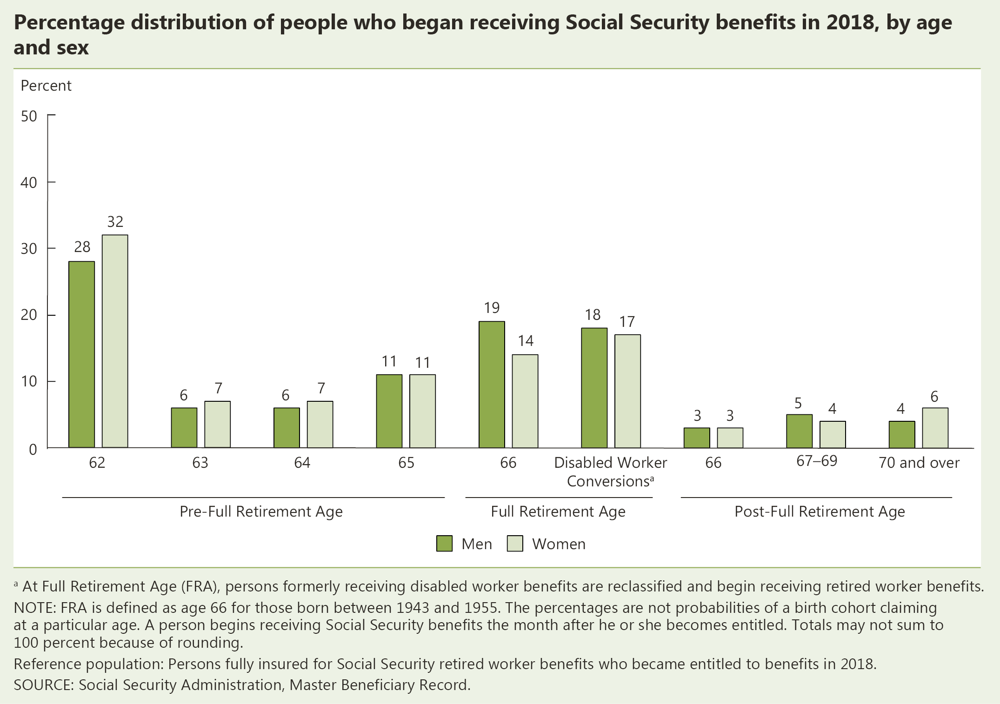 Percentage distribution of people who began receiving Social Security benefits in 2018, by age
and sex
Percent
50
40
30
20
10
0
28
32
6
7
6
7
11
11
19
14
18
17
3
3
5
4
4
6
62
63
64
65
66
Disabled Worker
Conversionsª
66
67–69
70 and over
Pre-Full Retirement Age
Full Retirement Age
Post-Full Retirement Age
Men
Women
ª At Full Retirement Age (FRA), persons formerly receiving disabled worker benefits are reclassified and begin receiving retired worker benefits.
NOTE: FRA is defined as age 66 for those born between 1943 and 1955. The percentages are not probabilities of a birth cohort claiming
at a particular age. A person begins receiving Social Security benefits the month after he or she becomes entitled. Totals may not sum to
100 percent because of rounding.
Reference population: Persons fully insured for Social Security retired worker benefits who became entitled to benefits in 2018.
SOURCE: Social Security Administration, Master Beneficiary Record.